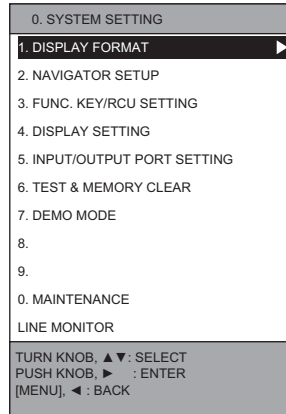 0. SYSTEM SETTING
1. DISPLAY FORMAT ▶
2. NAVIGATOR SETUP
3. FUNC. KEY/RCU SETTING
4. DISPLAY SETTING
5. INPUT/OUTPUT PORT SETTING
6. TEST & MEMORY CLEAR
7. DEMO MODE
8.
9.
0. MAINTENANCE
LINE MONITOR
TURN KNOB, ▲▼: SELECT
PUSH KNOB, ► : ENTER
[MENU], ◄ : BACK